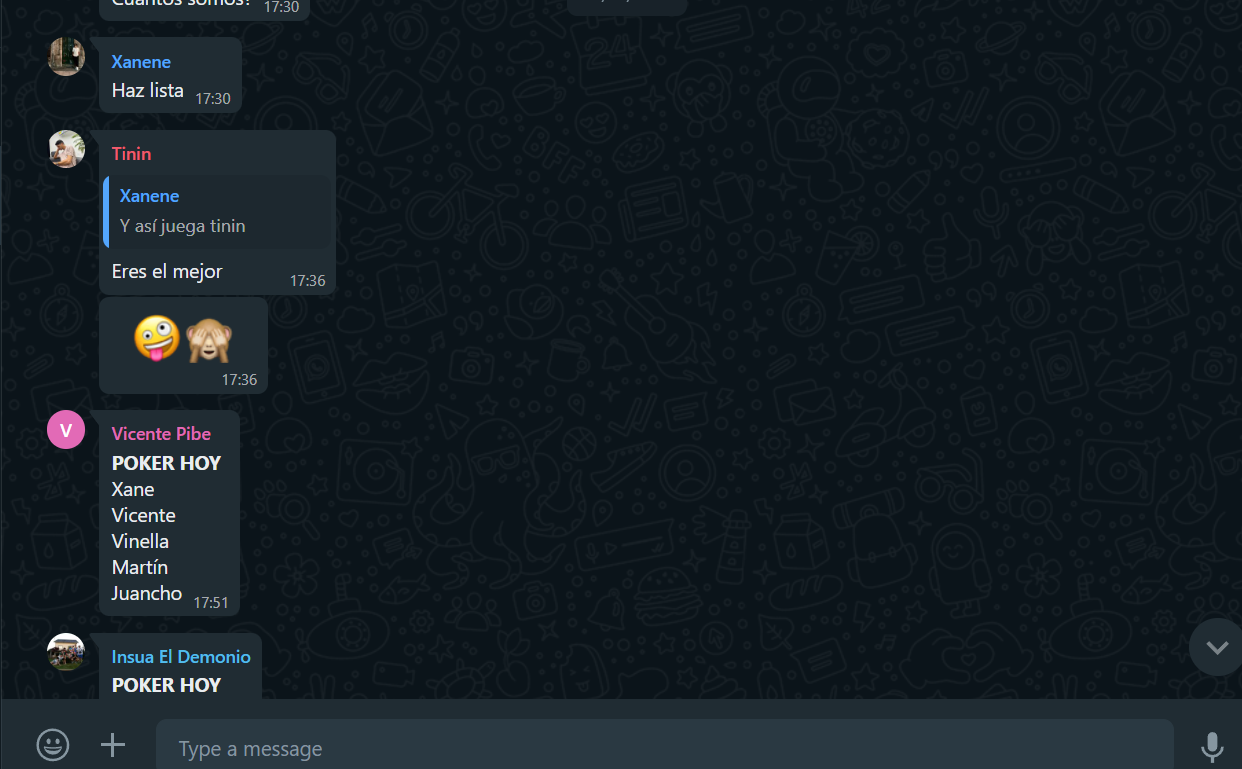 Cuantos somos? 17:30
Xanene
Haz lista 17:30
Tinin
Xanene
Y así juega tinin
Eres el mejor 17:36
17:36
V
Vicente Pibe
POKER HOY
Xane
Vicente
Vinella
Martín
Juancho 17:51
Insua El Demonio
POKER HOY
Type a message